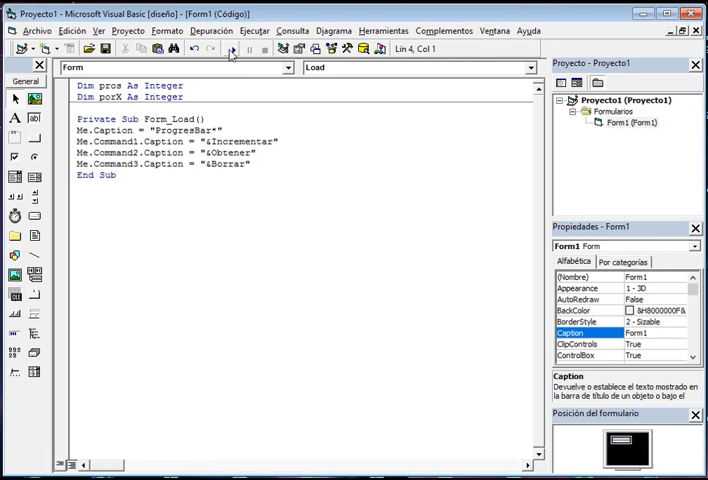 Proyecto1 - Microsoft Visual Basic [diseño] - [Form1 (Código)]
Archivo Edición Ver Proyecto Formato Depuración Ejecutar Consulta Diagrama Herramientas Complementos Ventana Ayuda
Lín 4, Col 1
General
Form
Load
Dim pros As Integer
Dim porX As Integer
Private Sub Form_Load()
Me.Caption = "ProgresBar*"
Me.Command1.Caption = "&Incrementar"
Me.Command2.Caption = "&Obtener"
Me.Command3.Caption = "&Borrar"
End Sub
Proyecto - Proyecto1
Proyecto1 (Proyecto1)
Formularios
Form1 (Form1)
Propiedades - Form1
Form1 Form
Alfabética Por categorías
(Nombre) Form1
Appearance 1 - 3D
AutoRedraw False
BackColor &H8000000F&
BorderStyle 2 - Sizable
Caption Form1
ClipControls True
ControlBox True
Caption
Devuelve o establece el texto mostrado en
la barra de título de un objeto o bajo el
Posición del formulario